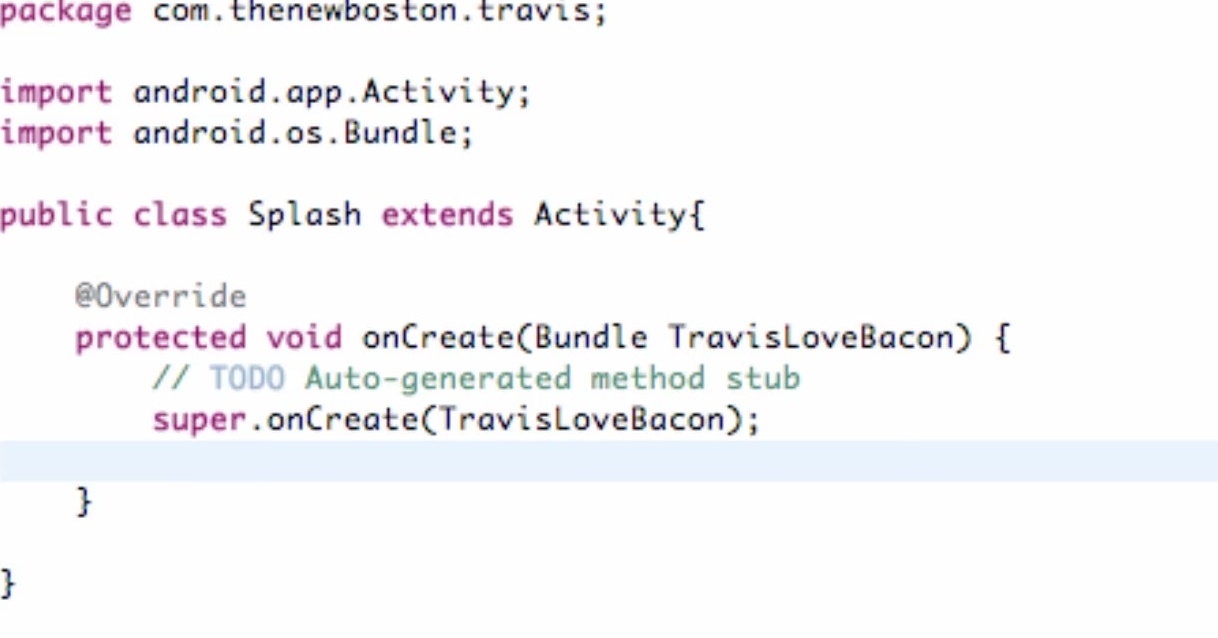 package com.thenewboston.travis;
import android.app.Activity;
import android.os.Bundle;
public class Splash extends Activity{
@Override
protected void onCreate(Bundle TravisLoveBacon) {
// TODO Auto-generated method stub
super.onCreate(TravisLoveBacon);
}
}